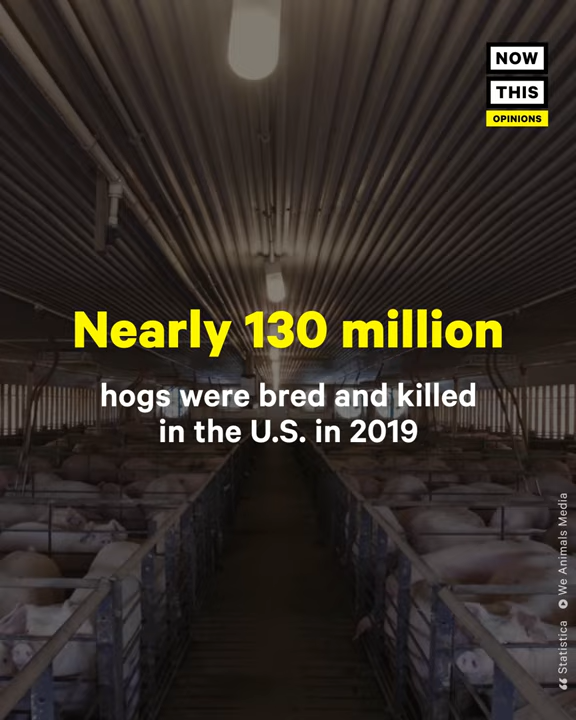 NOW
THIS
OPINIONS
Nearly 130 million
hogs were bred and killed
in the U.S. in 2019
❝ Statistica We Animals Media